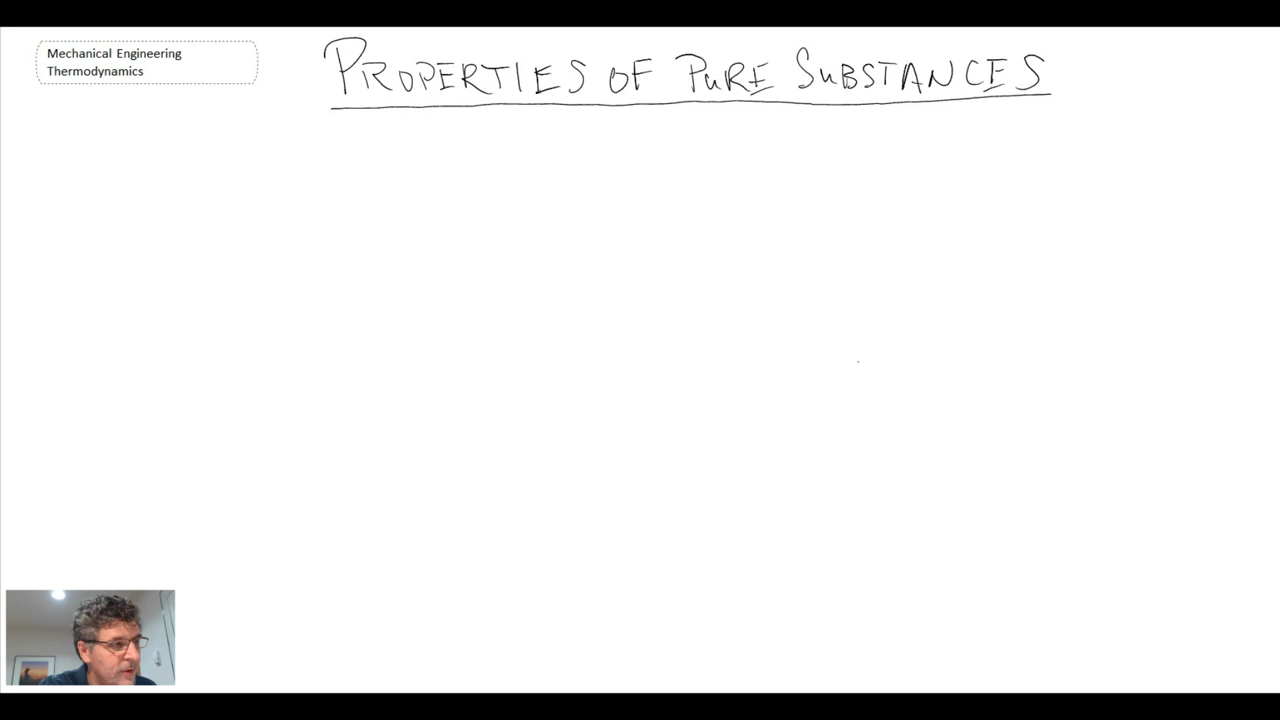 Mechanical Engineering
Thermodynamics
PROPERTIES OF PURE SUBSTANCES